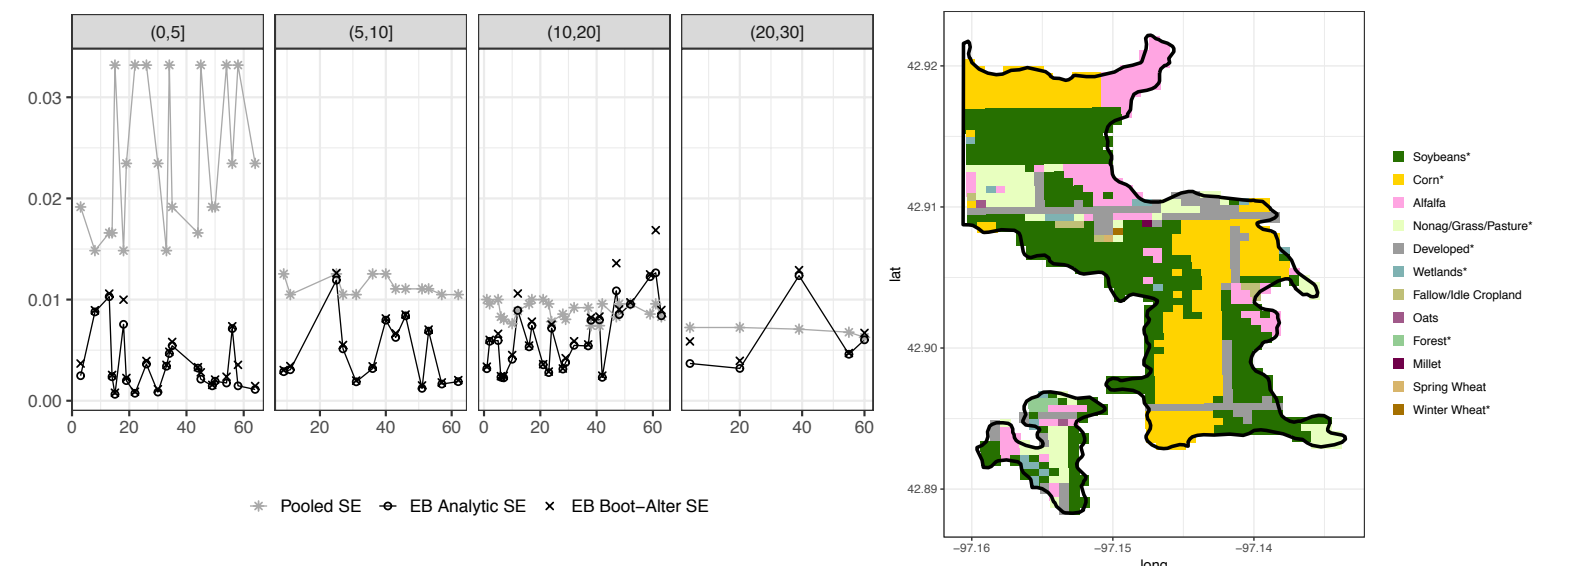 (0,5]
(5,10]
(10,20]
(20,30]
0.03
0.02
0.01
0.00
0 20 40 60
20 40 60
0 20 40 60
20 40 60
Pooled SE
EB Analytic SE
EB Boot−Alter SE
42.92
42.91
42.90
42.89
lat
−97.16 −97.15 −97.14
long
Soybeans*
Corn*
Alfalfa
Nonag/Grass/Pasture*
Developed*
Wetlands*
Fallow/Idle Cropland
Oats
Forest*
Millet
Spring Wheat
Winter Wheat*